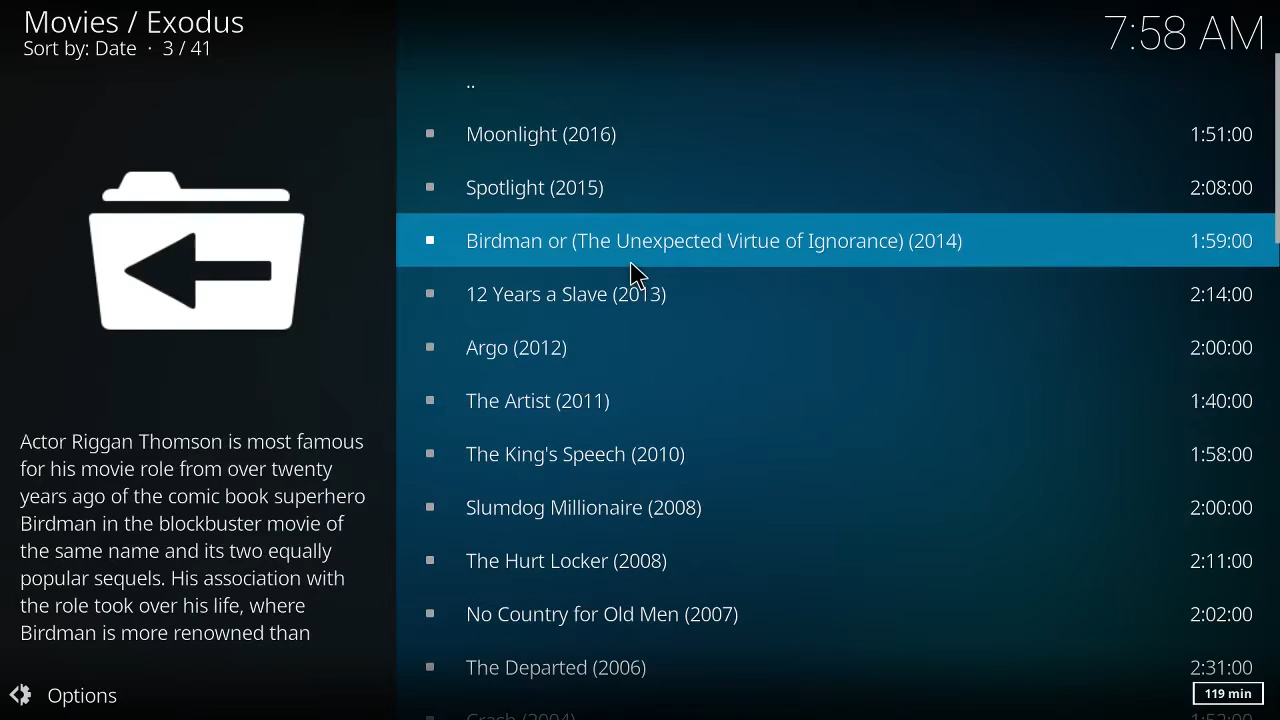 Movies / Exodus
Sort by: Date · 3 / 41
7:58 AM
..
Moonlight (2016) 1:51:00
Spotlight (2015) 2:08:00
Birdman or (The Unexpected Virtue of Ignorance) (2014) 1:59:00
12 Years a Slave (2013) 2:14:00
Argo (2012) 2:00:00
The Artist (2011) 1:40:00
The King's Speech (2010) 1:58:00
Slumdog Millionaire (2008) 2:00:00
The Hurt Locker (2008) 2:11:00
No Country for Old Men (2007) 2:02:00
The Departed (2006) 2:31:00
Crash (2004) 1:52:00
Actor Riggan Thomson is most famous
for his movie role from over twenty
years ago of the comic book superhero
Birdman in the blockbuster movie of
the same name and its two equally
popular sequels. His association with
the role took over his life, where
Birdman is more renowned than
Options
119 min